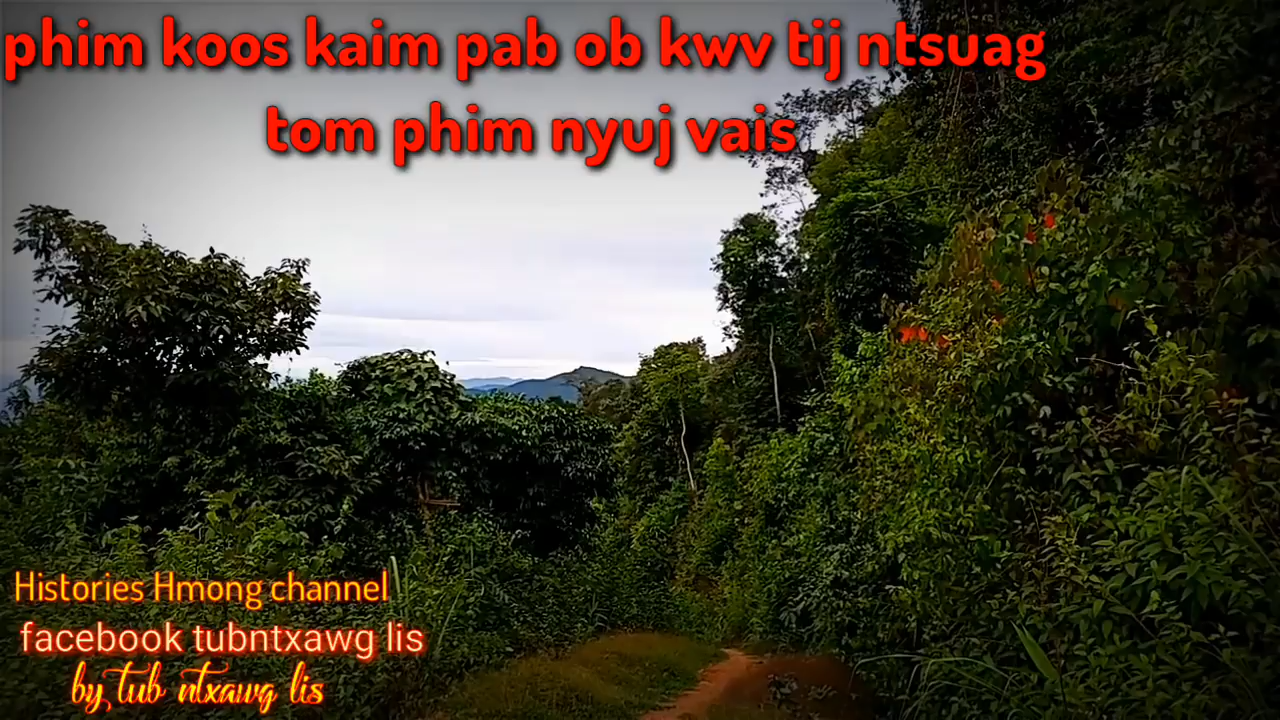 phim koos kaim pab ob kwv tij ntsuag
tom phim nyuj vais
Histories Hmong channel
facebook tubntxawg lis
by tub ntxawg lis